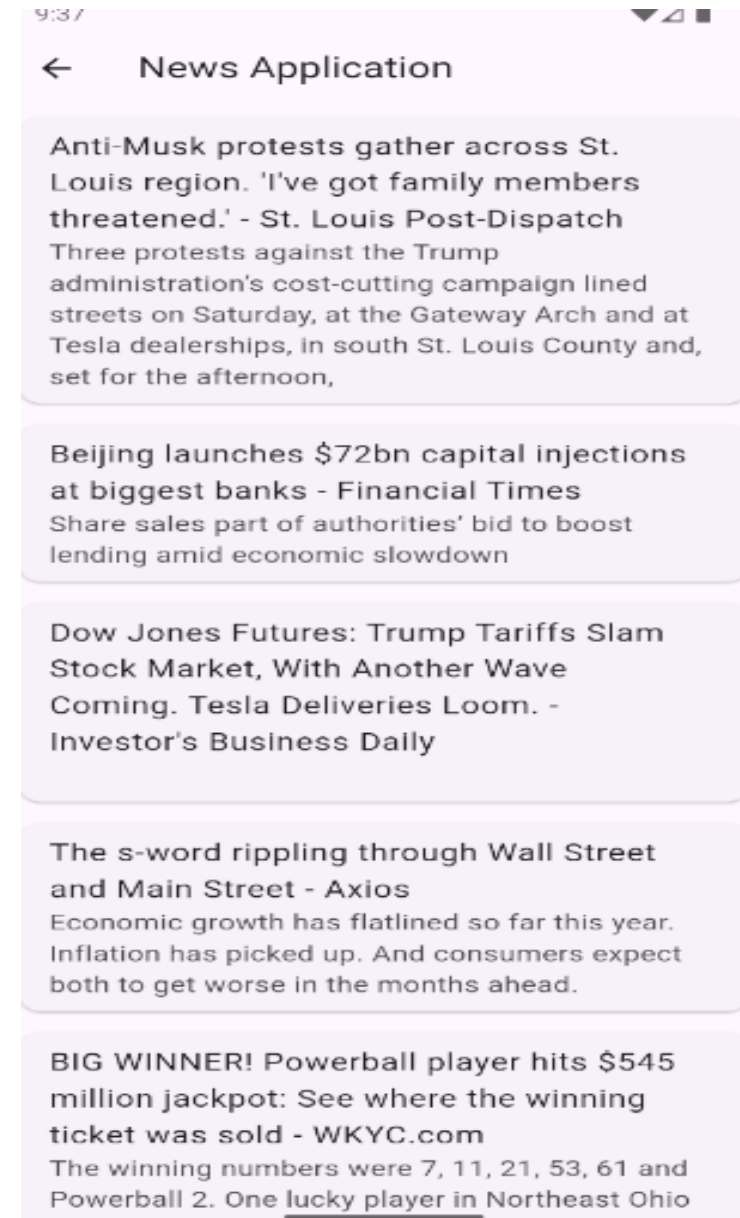 9:37
News Application
Anti-Musk protests gather across St.
Louis region. 'I've got family members
threatened.' - St. Louis Post-Dispatch
Three protests against the Trump
administration's cost-cutting campaign lined
streets on Saturday, at the Gateway Arch and at
Tesla dealerships, in south St. Louis County and,
set for the afternoon,
Beijing launches $72bn capital injections
at biggest banks - Financial Times
Share sales part of authorities' bid to boost
lending amid economic slowdown
Dow Jones Futures: Trump Tariffs Slam
Stock Market, With Another Wave
Coming. Tesla Deliveries Loom. -
Investor's Business Daily
The s-word rippling through Wall Street
and Main Street - Axios
Economic growth has flatlined so far this year.
Inflation has picked up. And consumers expect
both to get worse in the months ahead.
BIG WINNER! Powerball player hits $545
million jackpot: See where the winning
ticket was sold - WKYC.com
The winning numbers were 7, 11, 21, 53, 61 and
Powerball 2. One lucky player in Northeast Ohio